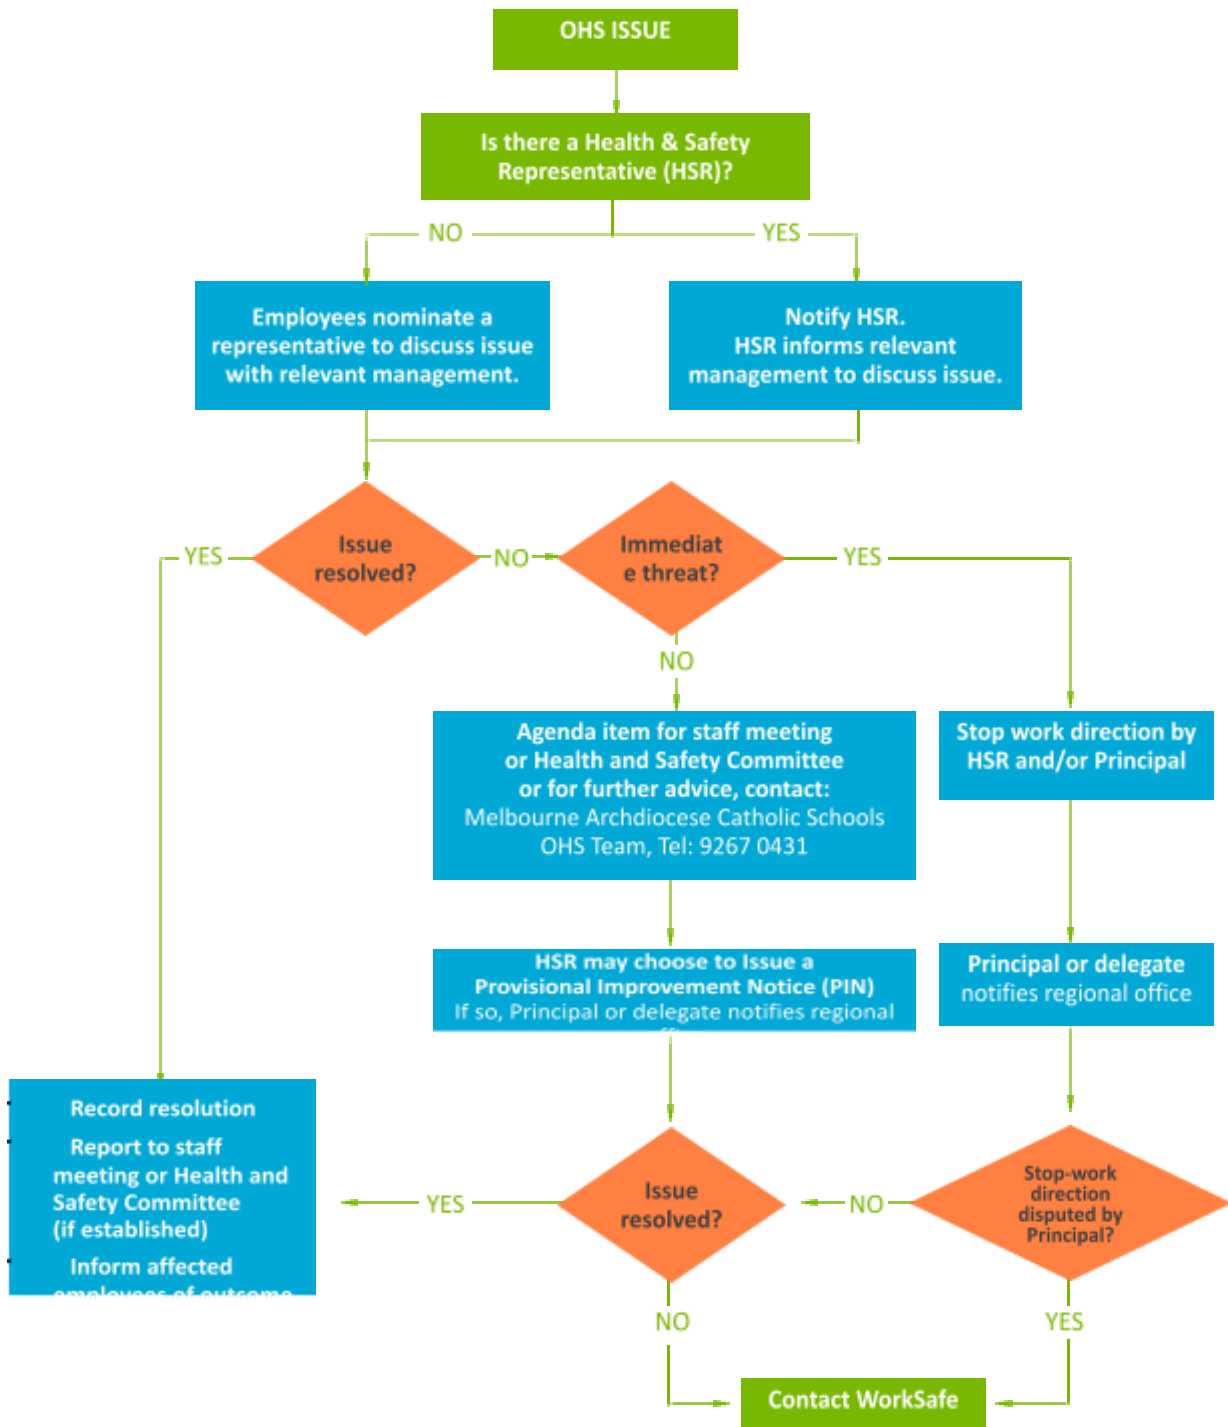 OHS ISSUE
Is there a Health & Safety
Representative (HSR)?
NO
YES
Employees nominate a
representative to discuss issue
with relevant management.
Notify HSR.
HSR informs relevant
management to discuss issue.
YES
Issue
resolved?
NO
Immediat
e threat?
YES
NO
Agenda item for staff meeting
or Health and Safety Committee
or for further advice, contact:
Melbourne Archdiocese Catholic Schools
OHS Team, Tel: 9267 0431
Stop work direction by
HSR and/or Principal
HSR may choose to Issue a
Provisional Improvement Notice (PIN)
If so, Principal or delegate notifies regional
Principal or delegate
notifies regional office
Record resolution
Report to staff
meeting or Health and
Safety Committee
(if established)
Inform affected
employees of outcome
YES
Issue
resolved?
NO
Stop-work
direction
disputed by
Principal?
NO
YES
Contact WorkSafe